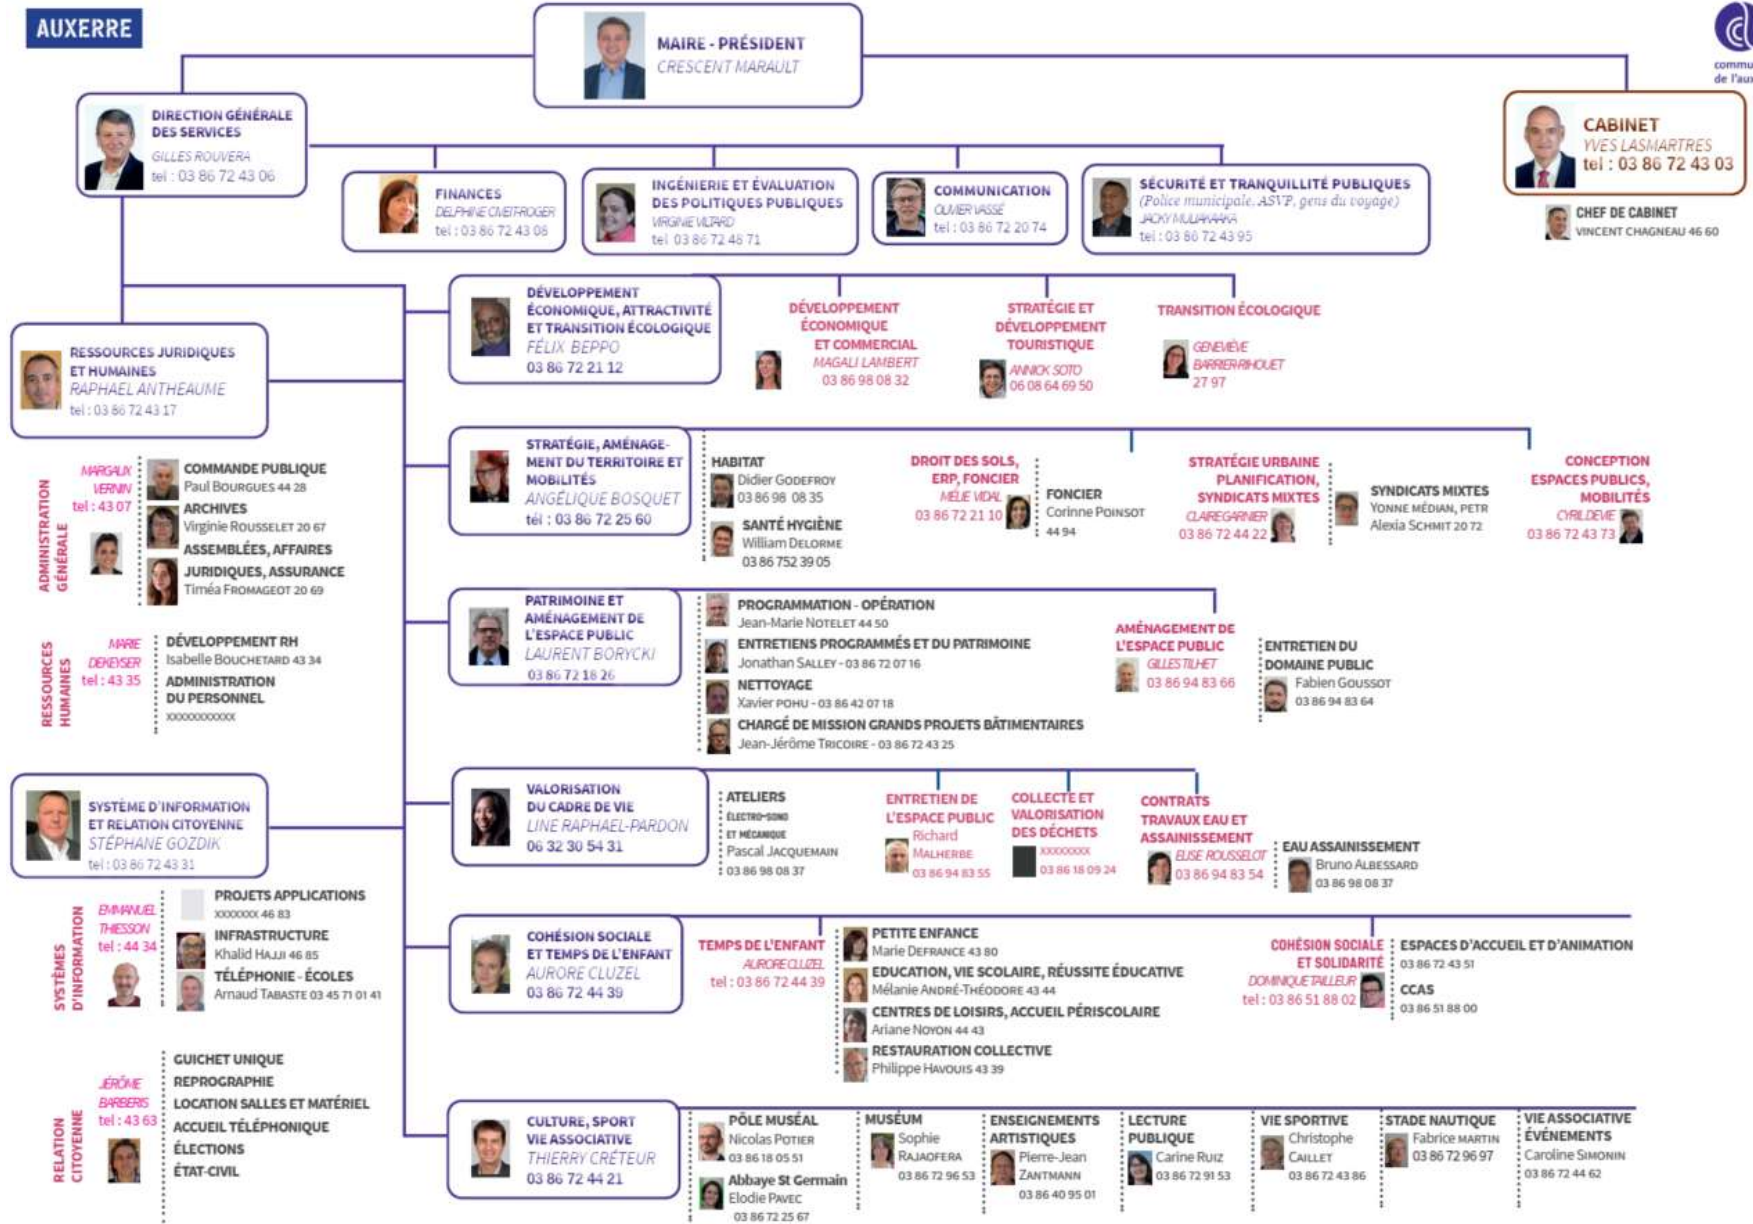 AUXERRE
MAIRE - PRÉSIDENT
CRESCENT MARAULT
commu
de l'aux
DIRECTION GÉNÉRALE
DES SERVICES
GILLES ROUVERA
tel : 03 86 72 43 06
CABINET
YVES LASMARTRES
tel : 03 86 72 43 03
CHEF DE CABINET
VINCENT CHAGNEAU 46 60
FINANCES
DELPHINE CIVEIT-ROGER
tel : 03 86 72 43 08
INGÉNIERIE ET ÉVALUATION
DES POLITIQUES PUBLIQUES
VIRGINIE VILTARD
tel 03 86 72 48 71
COMMUNICATION
OLIVIER VASSÉ
tel : 03 86 72 20 74
SÉCURITÉ ET TRANQUILLITÉ PUBLIQUES
(Police municipale, ASVP, gens du voyage)
JACKY MULIAKAAKA
tel : 03 86 72 43 95
RESSOURCES JURIDIQUES
ET HUMAINES
RAPHAEL ANTHEAUME
tel : 03 86 72 43 17
ADMINISTRATION
GÉNÉRALE
MARGAUX
VERNIN
tel : 43 07
COMMANDE PUBLIQUE
Paul BOURGUES 44 28
ARCHIVES
Virginie ROUSSELET 20 67
ASSEMBLÉES, AFFAIRES
JURIDIQUES, ASSURANCE
Timéa FROMAGEOT 20 69
RESSOURCES
HUMAINES
MARIE
DEKEYSER
tel : 43 35
DÉVELOPPEMENT RH
Isabelle BOUCHETARD 43 34
ADMINISTRATION
DU PERSONNEL
xxxxxxxxxxx
SYSTÈME D'INFORMATION
ET RELATION CITOYENNE
STÉPHANE GOZDIK
tel : 03 86 72 43 31
SYSTÈMES
D'INFORMATION
EMMANUEL
THIESSON
tel : 44 34
PROJETS APPLICATIONS
xxxxxxx 46 83
INFRASTRUCTURE
Khalid HAJJI 46 85
TÉLÉPHONIE - ÉCOLES
Arnaud TABASTE 03 45 71 01 41
RELATION
CITOYENNE
JÉRÔME
BARBERIS
tel : 43 63
GUICHET UNIQUE
REPROGRAPHIE
LOCATION SALLES ET MATÉRIEL
ACCUEIL TÉLÉPHONIQUE
ÉLECTIONS
ÉTAT-CIVIL
DÉVELOPPEMENT
ÉCONOMIQUE, ATTRACTIVITÉ
ET TRANSITION ÉCOLOGIQUE
FÉLIX BEPPO
03 86 72 21 12
DÉVELOPPEMENT
ÉCONOMIQUE
ET COMMERCIAL
MAGALI LAMBERT
03 86 98 08 32
STRATÉGIE ET
DÉVELOPPEMENT
TOURISTIQUE
ANNICK SOTO
06 08 64 69 50
TRANSITION ÉCOLOGIQUE
GENEVIÈVE
BARRIER-RIHOUET
27 97
STRATÉGIE, AMÉNAGE-
MENT DU TERRITOIRE ET
MOBILITÉS
ANGÉLIQUE BOSQUET
tél : 03 86 72 25 60
HABITAT
Didier GODEFROY
03 86 98 08 35
SANTÉ HYGIÈNE
William DELORME
03 86 752 39 05
DROIT DES SOLS,
ERP, FONCIER
MÉLIE VIDAL
03 86 72 21 10
FONCIER
Corinne POINSOT
44 94
STRATÉGIE URBAINE
PLANIFICATION,
SYNDICATS MIXTES
CLAIRE GARNIER
03 86 72 44 22
SYNDICATS MIXTES
YONNE MÉDIAN, PETR
Alexia SCHMIT 20 72
CONCEPTION
ESPACES PUBLICS,
MOBILITÉS
CYRIL DEVIE
03 86 72 43 73
PATRIMOINE ET
AMÉNAGEMENT DE
L'ESPACE PUBLIC
LAURENT BORYCKI
03 86 72 18 26
PROGRAMMATION - OPÉRATION
Jean-Marie NOTELET 44 50
ENTRETIENS PROGRAMMÉS ET DU PATRIMOINE
Jonathan SALLEY - 03 86 72 07 16
NETTOYAGE
Xavier POHU - 03 86 42 07 18
CHARGÉ DE MISSION GRANDS PROJETS BÂTIMENTAIRES
Jean-Jérôme TRICOIRE - 03 86 72 43 25
AMÉNAGEMENT DE
L'ESPACE PUBLIC
GILLES TILHET
03 86 94 83 66
ENTRETIEN DU
DOMAINE PUBLIC
Fabien GOUSSOT
03 86 94 83 64
VALORISATION
DU CADRE DE VIE
LINE RAPHAEL-PARDON
06 32 30 54 31
ATELIERS
ÉLECTRO-SONO
ET MÉCANIQUE
Pascal JACQUEMAIN
03 86 98 08 37
ENTRETIEN DE
L'ESPACE PUBLIC
Richard
MALHERBE
03 86 94 83 55
COLLECTE ET
VALORISATION
DES DÉCHETS
xxxxxxxx
03 86 18 09 24
CONTRATS
TRAVAUX EAU ET
ASSAINISSEMENT
ELISE ROUSSELOT
03 86 94 83 54
EAU ASSAINISSEMENT
Bruno ALBESSARD
03 86 98 08 37
COHÉSION SOCIALE
ET TEMPS DE L'ENFANT
AURORE CLUZEL
03 86 72 44 39
TEMPS DE L'ENFANT
AURORE CLUZEL
tel : 03 86 72 44 39
PETITE ENFANCE
Marie DEFRANCE 43 80
EDUCATION, VIE SCOLAIRE, RÉUSSITE ÉDUCATIVE
Mélanie ANDRÉ-THÉODORE 43 44
CENTRES DE LOISIRS, ACCUEIL PÉRISCOLAIRE
Ariane NOYON 44 43
RESTAURATION COLLECTIVE
Philippe HAVOUIS 43 39
COHÉSION SOCIALE
ET SOLIDARITÉ
DOMINIQUE TAILLEUR
tel : 03 86 51 88 02
ESPACES D'ACCUEIL ET D'ANIMATION
03 86 72 43 51
CCAS
03 86 51 88 00
CULTURE, SPORT
VIE ASSOCIATIVE
THIERRY CRÉTEUR
03 86 72 44 21
PÔLE MUSÉAL
Nicolas POTIER
03 86 18 05 51
Abbaye St Germain
Elodie PAVEC
03 86 72 25 67
MUSÉUM
Sophie
RAJAOFERA
03 86 72 96 53
ENSEIGNEMENTS
ARTISTIQUES
Pierre-Jean
ZANTMANN
03 86 40 95 01
LECTURE
PUBLIQUE
Carine RUIZ
03 86 72 91 53
VIE SPORTIVE
Christophe
CAILLET
03 86 72 43 86
STADE NAUTIQUE
Fabrice MARTIN
03 86 72 96 97
VIE ASSOCIATIVE
ÉVÉNEMENTS
Caroline SIMONIN
03 86 72 44 62